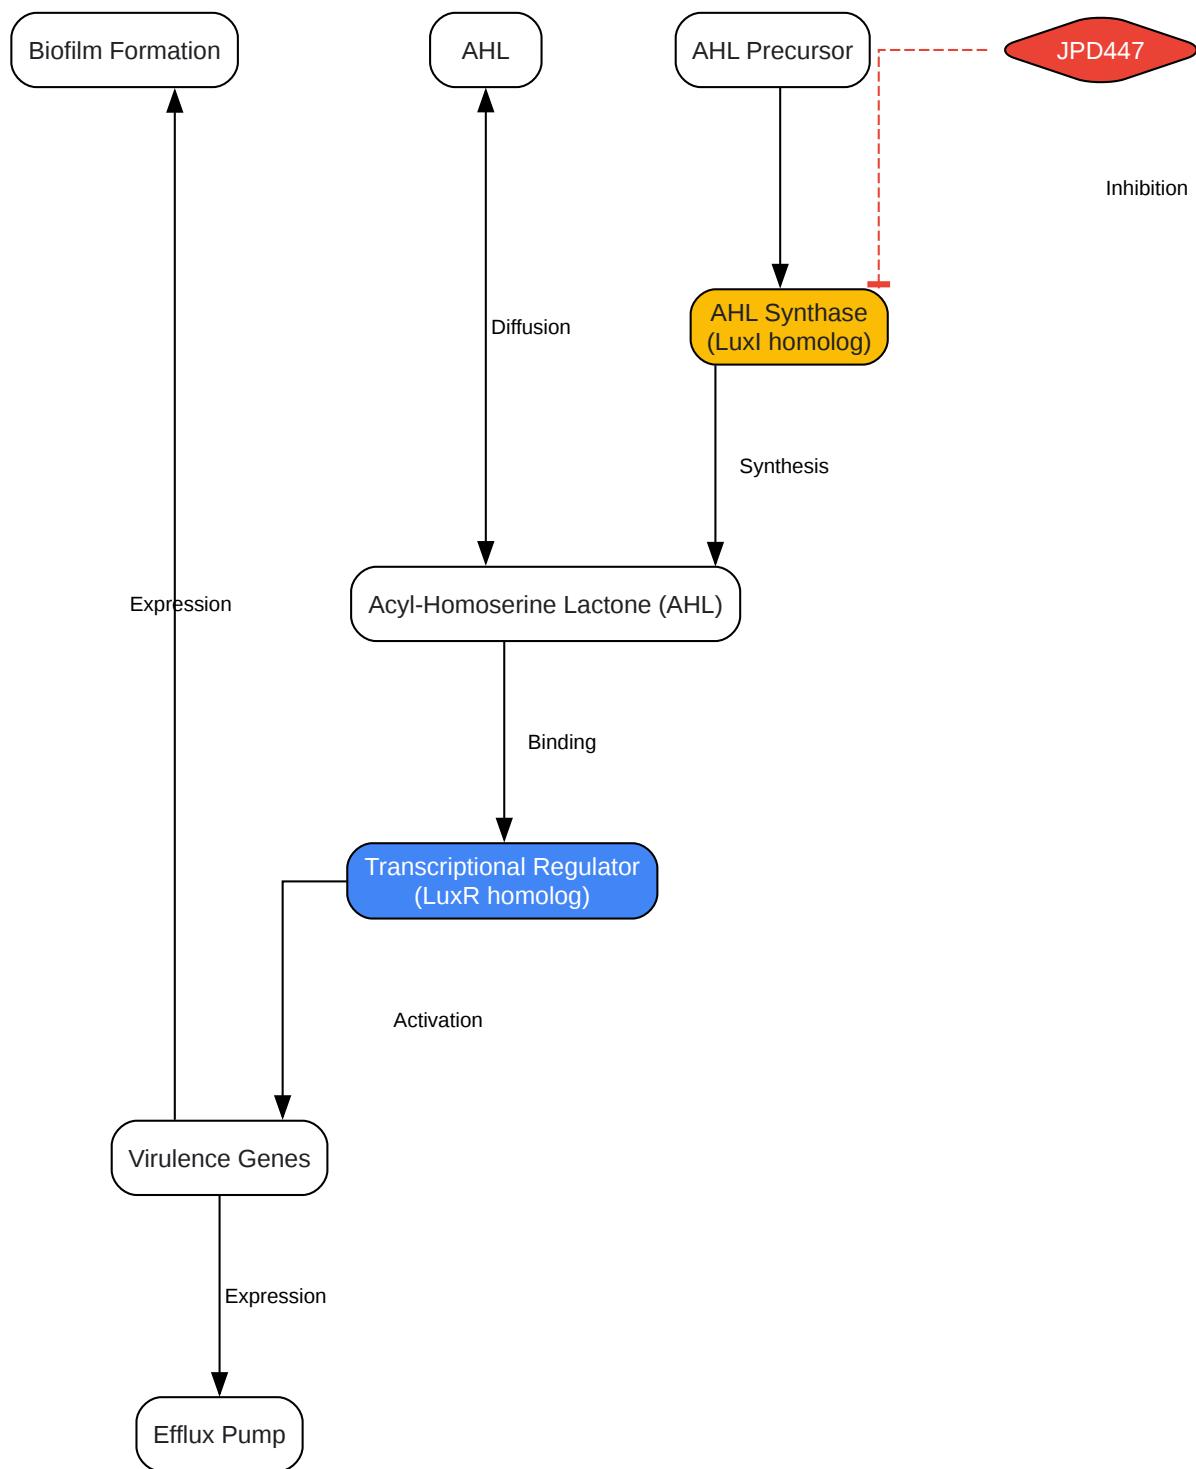 Biofilm Formation
AHL
AHL Precursor
JPD447
Inhibition
AHL Synthase
(LuxI homolog)
Diffusion
Synthesis
Expression
Acyl-Homoserine Lactone (AHL)
Binding
Transcriptional Regulator
(LuxR homolog)
Activation
Virulence Genes
Expression
Efflux Pump